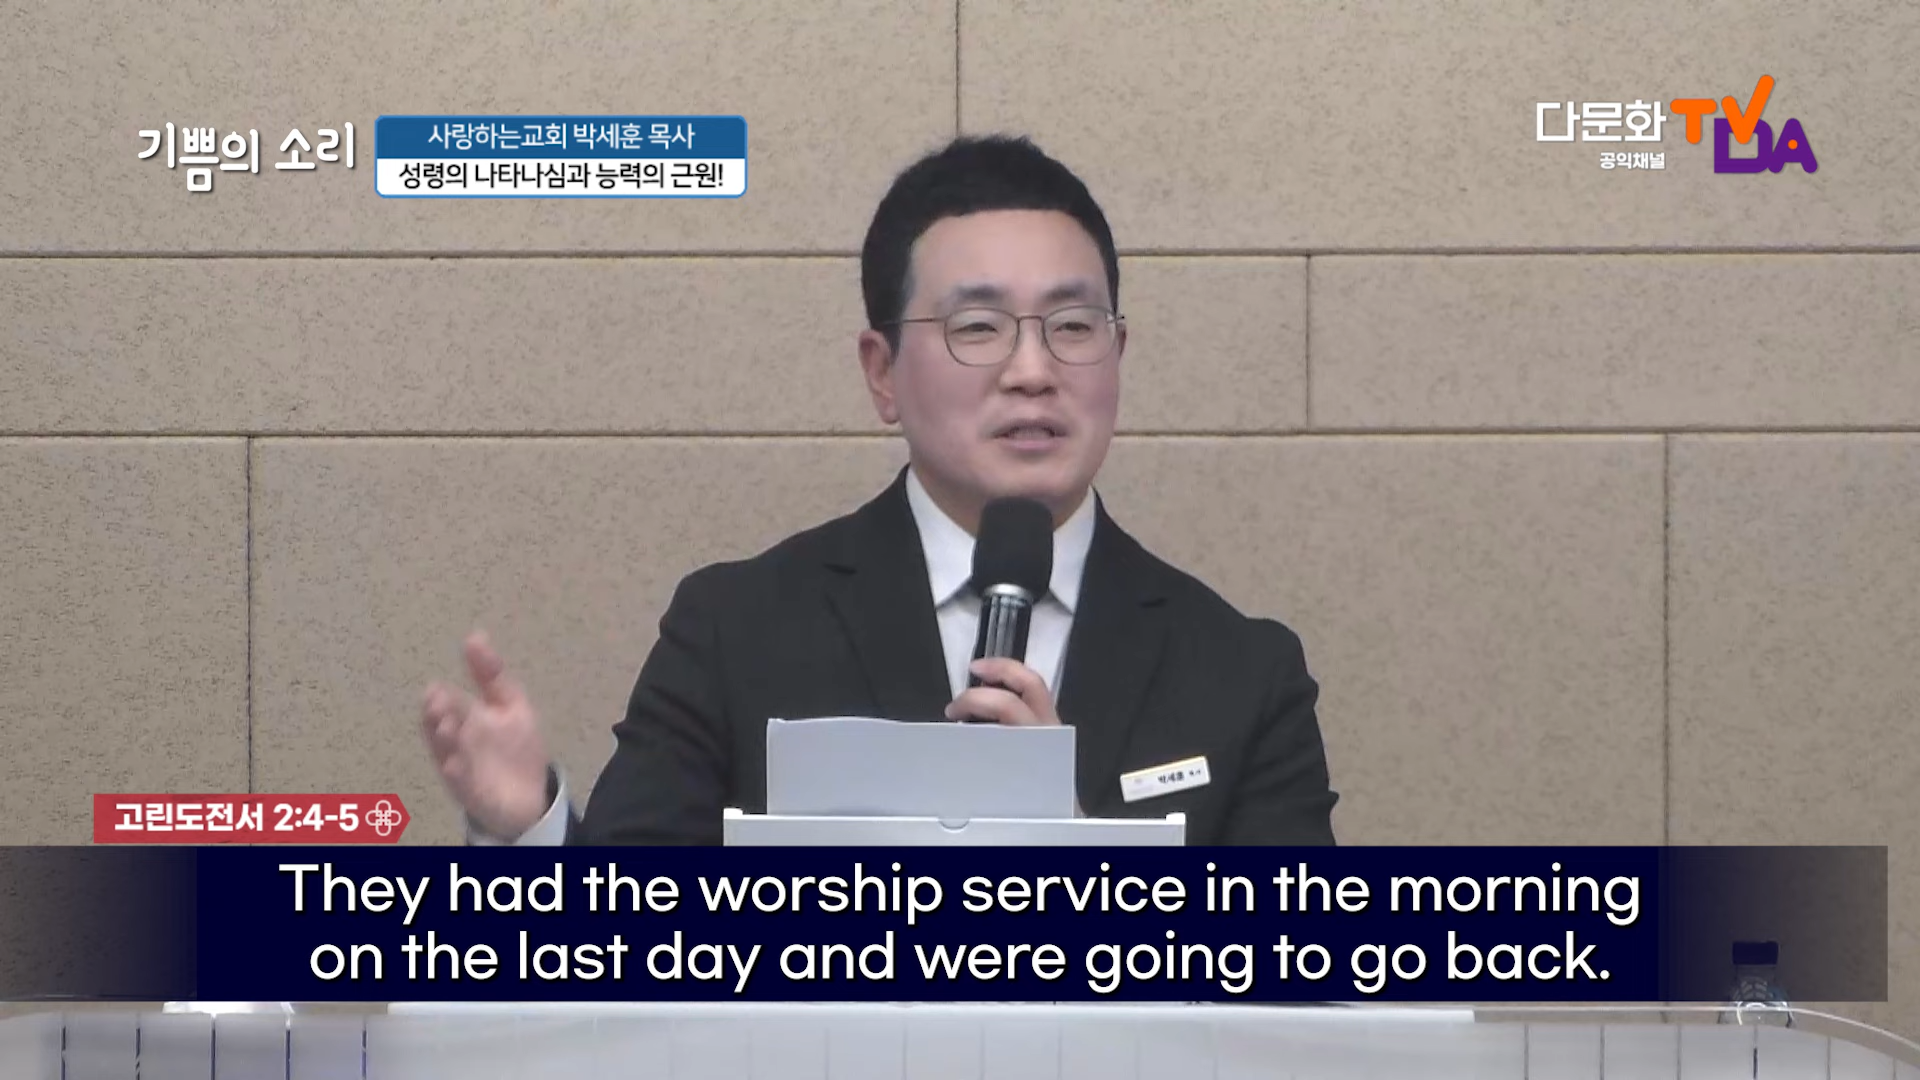 기쁨의 소리
사랑하는교회 박세훈 목사
성령의 나타나심과 능력의 근원!
다문화 TV
DA
공익채널
박세훈
고린도전서 2:4-5
They had the worship service in the morning
on the last day and were going to go back.